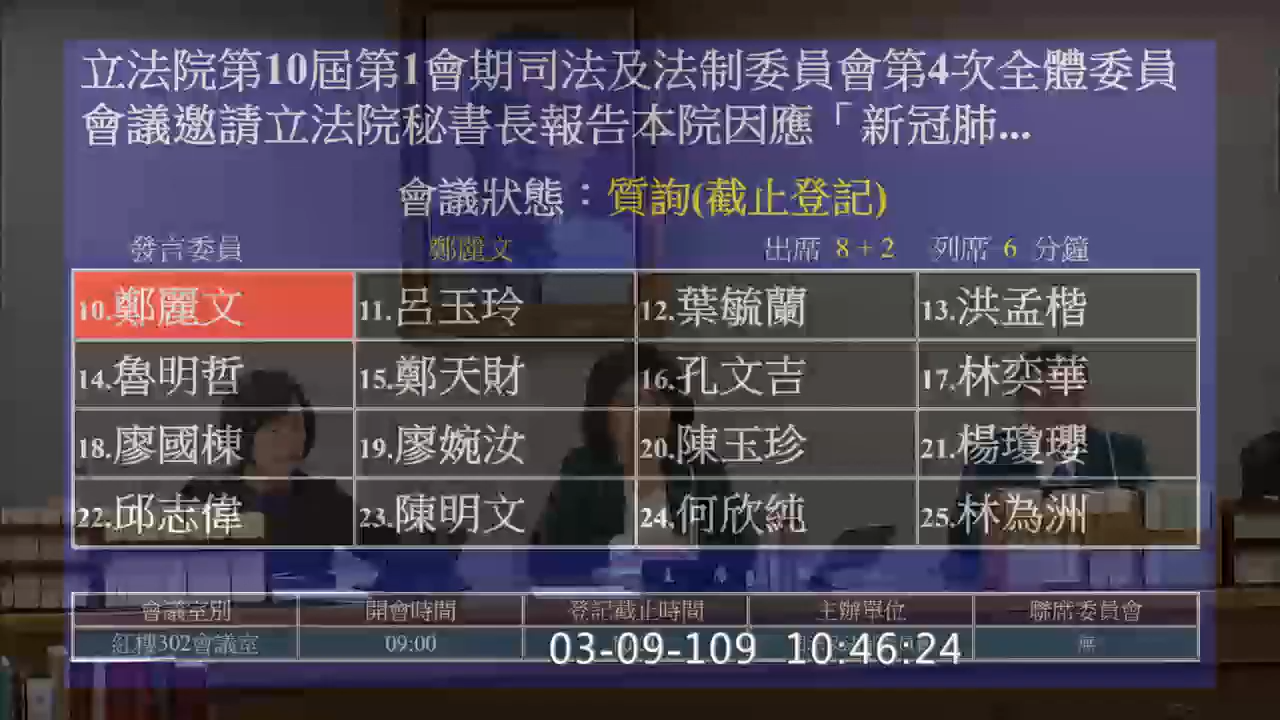 立法院第10屆第1會期司法及法制委員會第4次全體委員
會議邀請立法院秘書長報告本院因應「新冠肺...
會議狀態：質詢(截止登記)
發言委員 鄭麗文 出席 8 + 2 列席 6 分鐘
10.鄭麗文 11.呂玉玲 12.葉毓蘭 13.洪孟楷
14.魯明哲 15.鄭天財 16.孔文吉 17.林奕華
18.廖國棟 19.廖婉汝 20.陳玉珍 21.楊瓊瓔
22.邱志偉 23.陳明文 24.何欣純 25.林為洲
會議室別 開會時間 登記截止時間 主辦單位 聯席委員會
紅樓302會議室 09:00 無
03-09-109 10:46:24